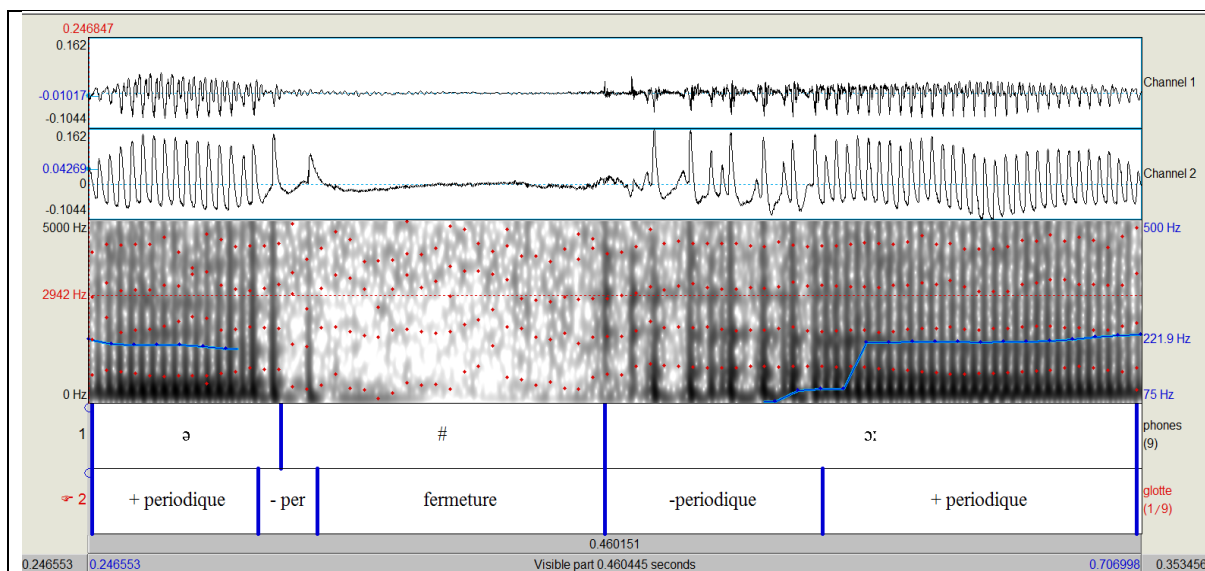 0.246847
0.162
-0.01017
-0.1044
Channel 1
0.162
0.04269
0
-0.1044
Channel 2
5000 Hz
500 Hz
2942 Hz
221.9 Hz
0 Hz
75 Hz
1 ə # ɔː phones (9)
☞ 2 + periodique - per fermeture -periodique + periodique glotte (1/9)
0.460151
0.246553 0.246553 Visible part 0.460445 seconds 0.706998 0.353456